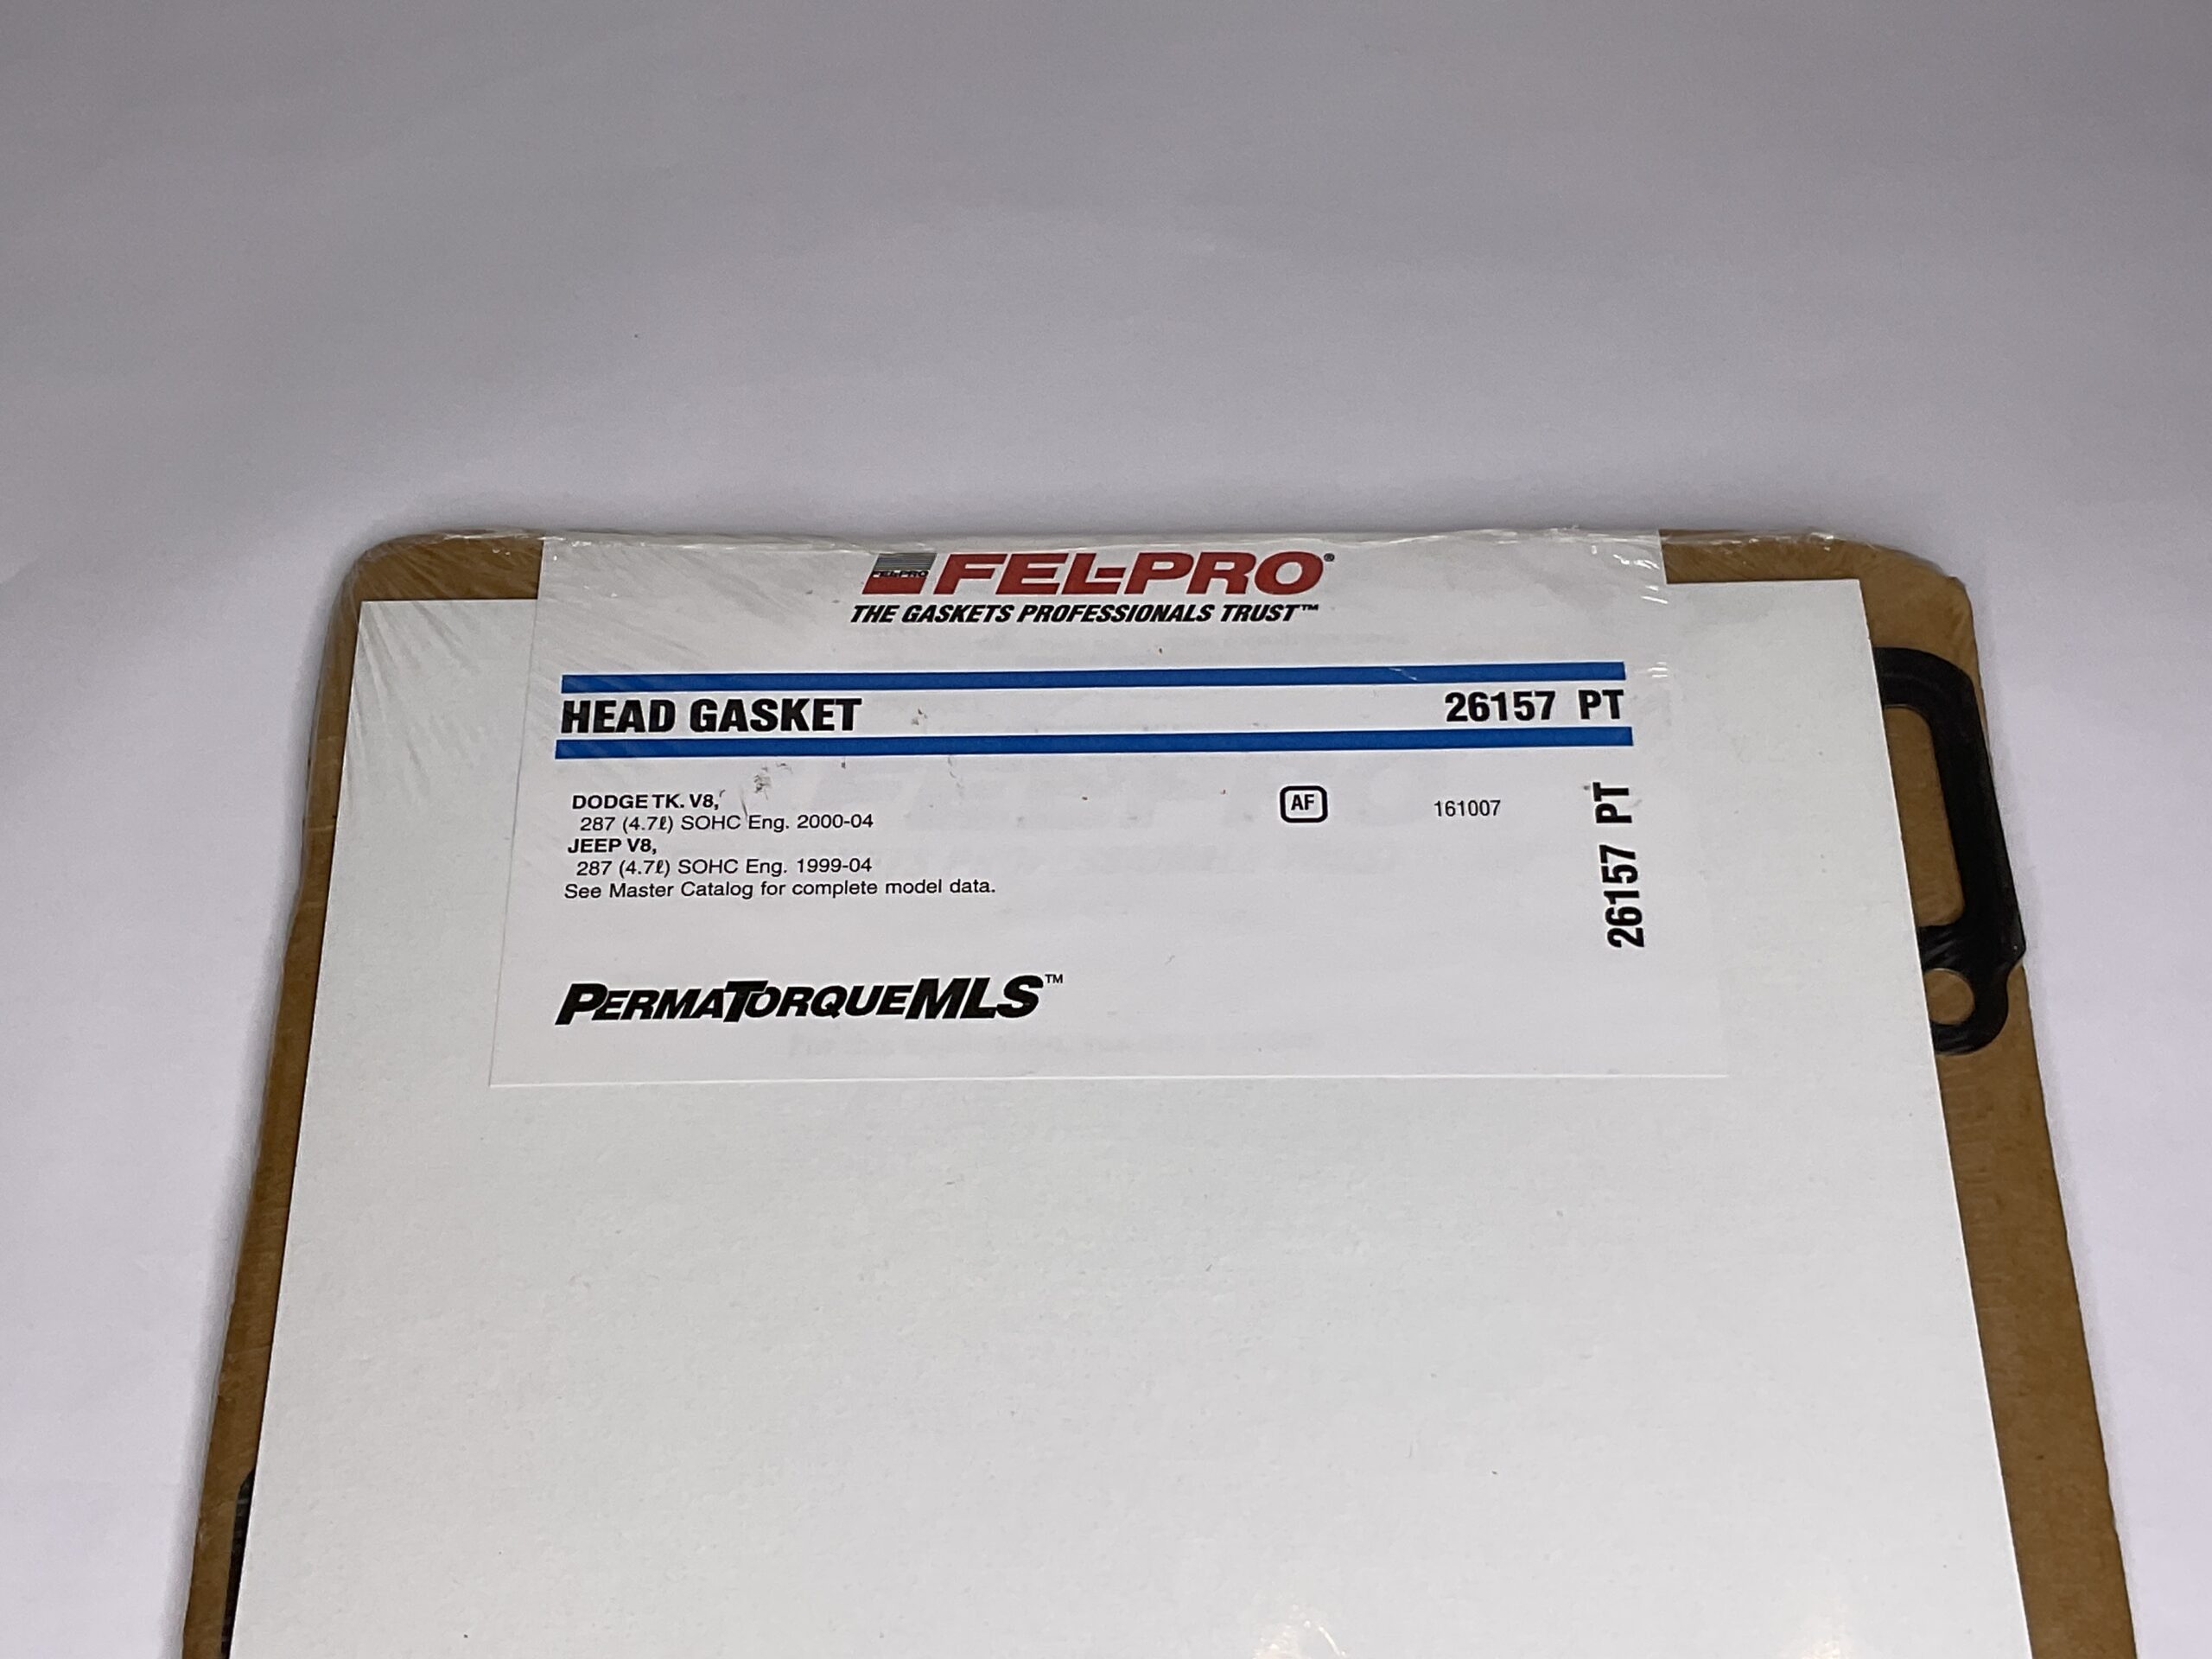 FEL-PRO
FEL-PRO®
THE GASKETS PROFESSIONALS TRUST™
HEAD GASKET 26157 PT
DODGE TK. V8, AF 161007
287 (4.7ℓ) SOHC Eng. 2000-04
JEEP V8,
287 (4.7ℓ) SOHC Eng. 1999-04
See Master Catalog for complete model data.
26157 PT
PERMATORQUEMLS™